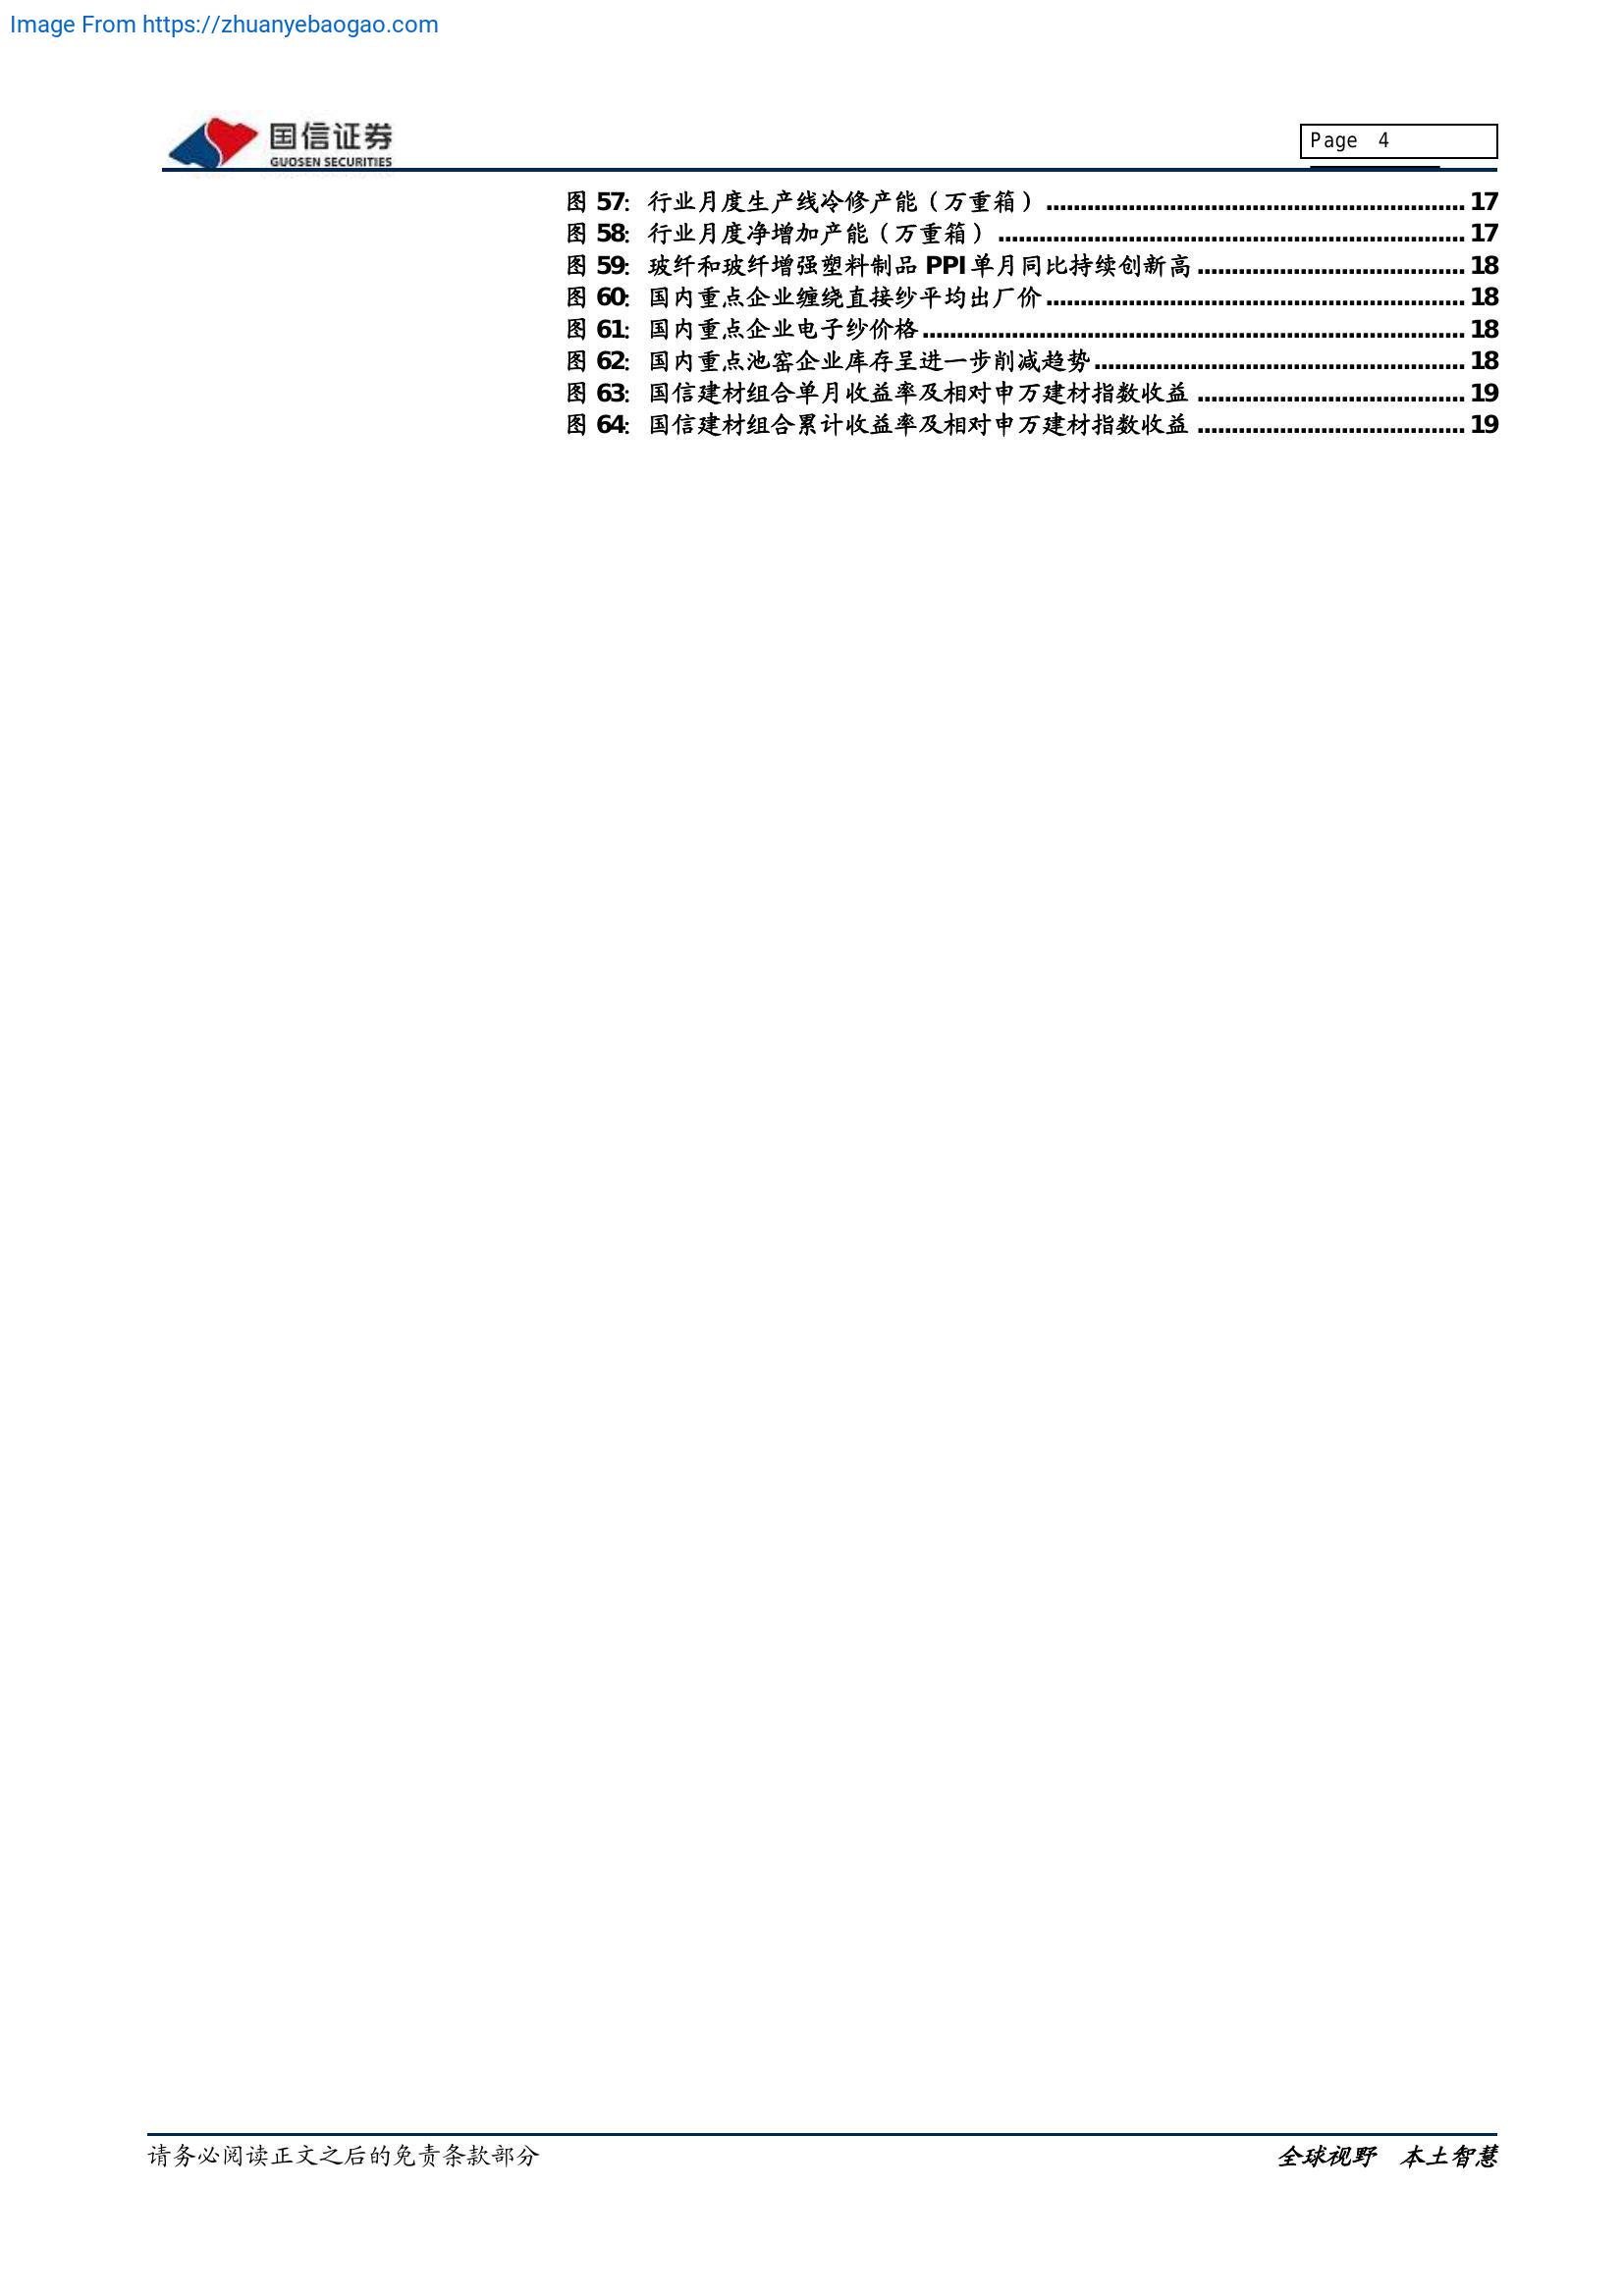 Image From https://zhuanyebaogao.com
国信证券
GUOSEN SECURITIES
Page 4
图 57: 行业月度生产线冷修产能（万重箱）.............................................................. 17
图 58: 行业月度净增加产能（万重箱）..................................................................... 17
图 59: 玻纤和玻纤增强塑料制品 PPI 单月同比持续创新高....................................... 18
图 60: 国内重点企业缠绕直接纱平均出厂价.............................................................. 18
图 61: 国内重点企业电子纱价格................................................................................ 18
图 62: 国内重点池窑企业库存呈进一步削减趋势....................................................... 18
图 63: 国信建材组合单月收益率及相对申万建材指数收益....................................... 19
图 64: 国信建材组合累计收益率及相对申万建材指数收益....................................... 19
请务必阅读正文之后的免责条款部分
全球视野 本土智慧